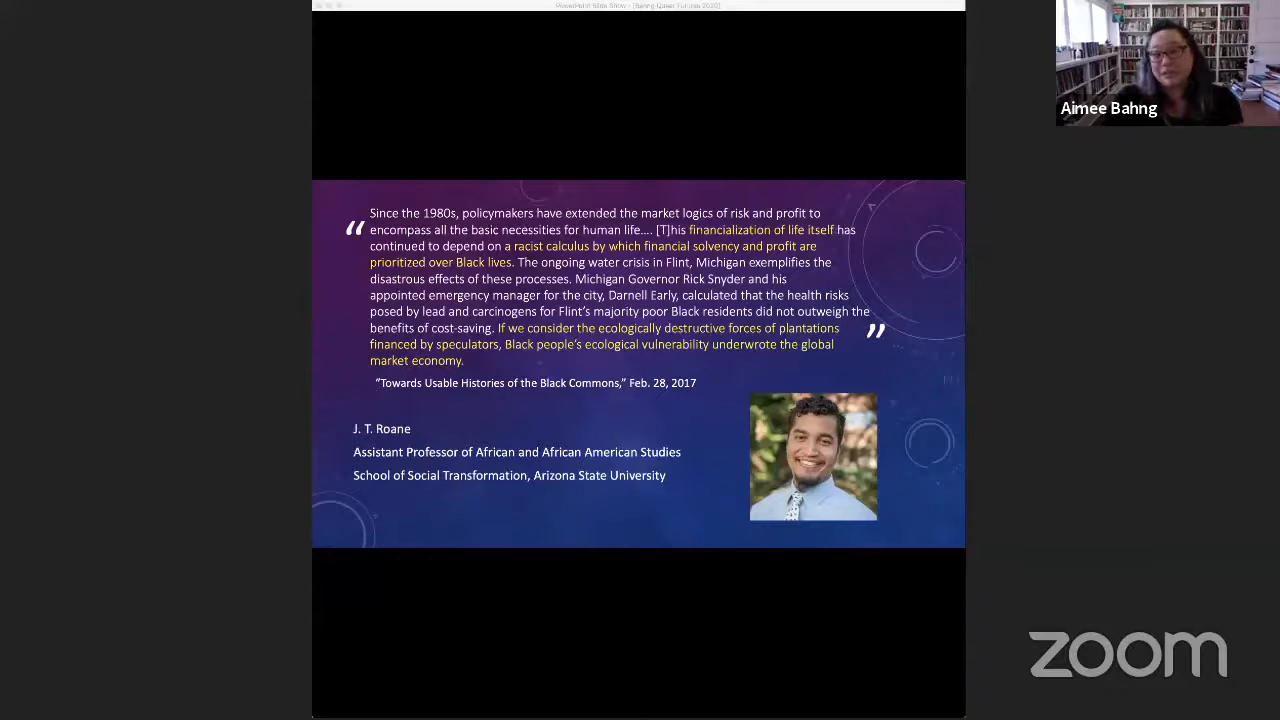 PowerPoint Slide Show - [Bahng Queer Futures 2020]
Aimee Bahng
“
Since the 1980s, policymakers have extended the market logics of risk and profit to
encompass all the basic necessities for human life.... [T]his financialization of life itself has
continued to depend on a racist calculus by which financial solvency and profit are
prioritized over Black lives. The ongoing water crisis in Flint, Michigan exemplifies the
disastrous effects of these processes. Michigan Governor Rick Snyder and his
appointed emergency manager for the city, Darnell Early, calculated that the health risks
posed by lead and carcinogens for Flint’s majority poor Black residents did not outweigh the
benefits of cost-saving. If we consider the ecologically destructive forces of plantations
financed by speculators, Black people’s ecological vulnerability underwrote the global
market economy.
”
“Towards Usable Histories of the Black Commons,” Feb. 28, 2017
J. T. Roane
Assistant Professor of African and African American Studies
School of Social Transformation, Arizona State University
zoom